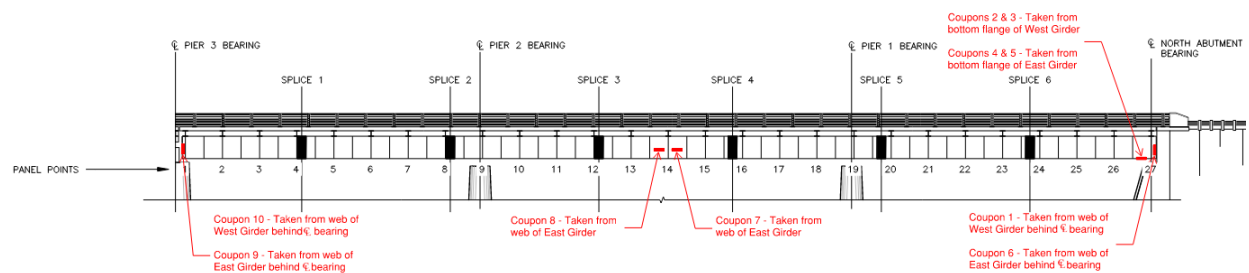 Coupons 2 & 3 - Taken from
bottom flange of West Girder
Coupons 4 & 5 - Taken from
bottom flange of East Girder
℄ PIER 3 BEARING
℄ PIER 2 BEARING
℄ PIER 1 BEARING
℄ NORTH ABUTMENT
BEARING
SPLICE 1
SPLICE 2
SPLICE 3
SPLICE 4
SPLICE 5
SPLICE 6
PANEL POINTS
2 3 4 5 6 7 8 9 10 11 12 13 14 15 16 17 18 19 20 21 22 23 24 25 26 27
Coupon 10 - Taken from web of
West Girder behind ℄ bearing
Coupon 9 - Taken from web of
East Girder behind ℄ bearing
Coupon 8 - Taken from
web of East Girder
Coupon 7 - Taken from
web of East Girder
Coupon 1 - Taken from web of
West Girder behind ℄ bearing
Coupon 6 - Taken from web of
East Girder behind ℄ bearing